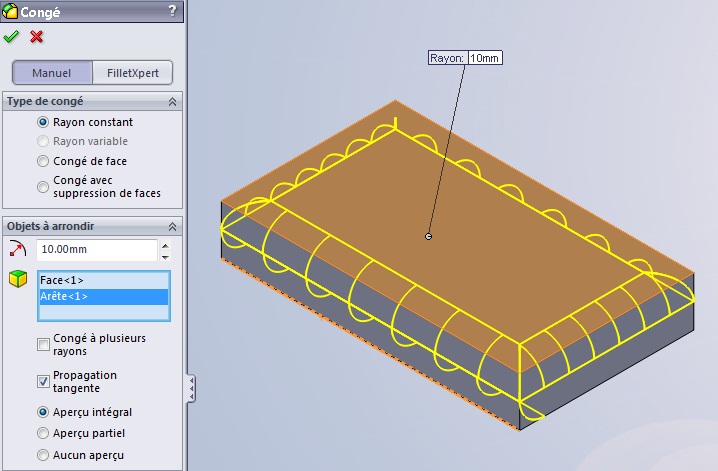 Congé
?
Manuel
FilletXpert
Type de congé
Rayon constant
Rayon variable
Congé de face
Congé avec
suppression de faces
Objets à arrondir
10.00mm
Face<1>
Arête<1>
Congé à plusieurs
rayons
Propagation
tangente
Aperçu intégral
Aperçu partiel
Aucun aperçu
Rayon: 10mm